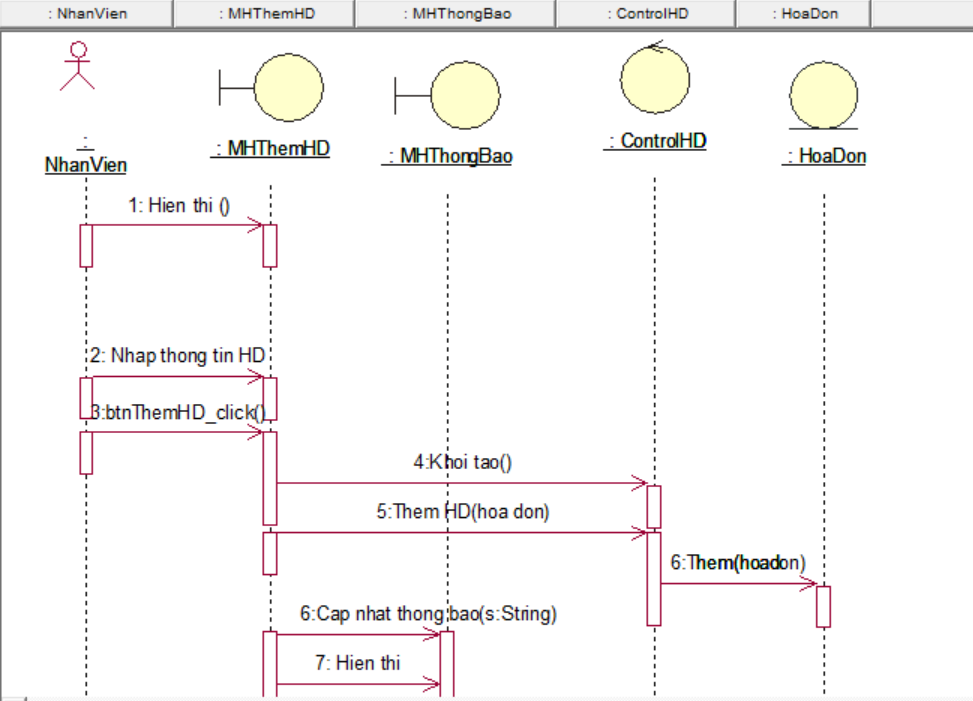 : NhanVien
: MHThemHD
: MHThongBao
: ControlHD
: HoaDon
:
NhanVien
: MHThemHD
: MHThongBao
: ControlHD
: HoaDon
1: Hien thi ()
2: Nhap thong tin HD
3:btnThemHD_click()
4:Khoi tao()
5:Them HD(hoa don)
6:Them(hoadon)
6:Cap nhat thong bao(s:String)
7: Hien thi